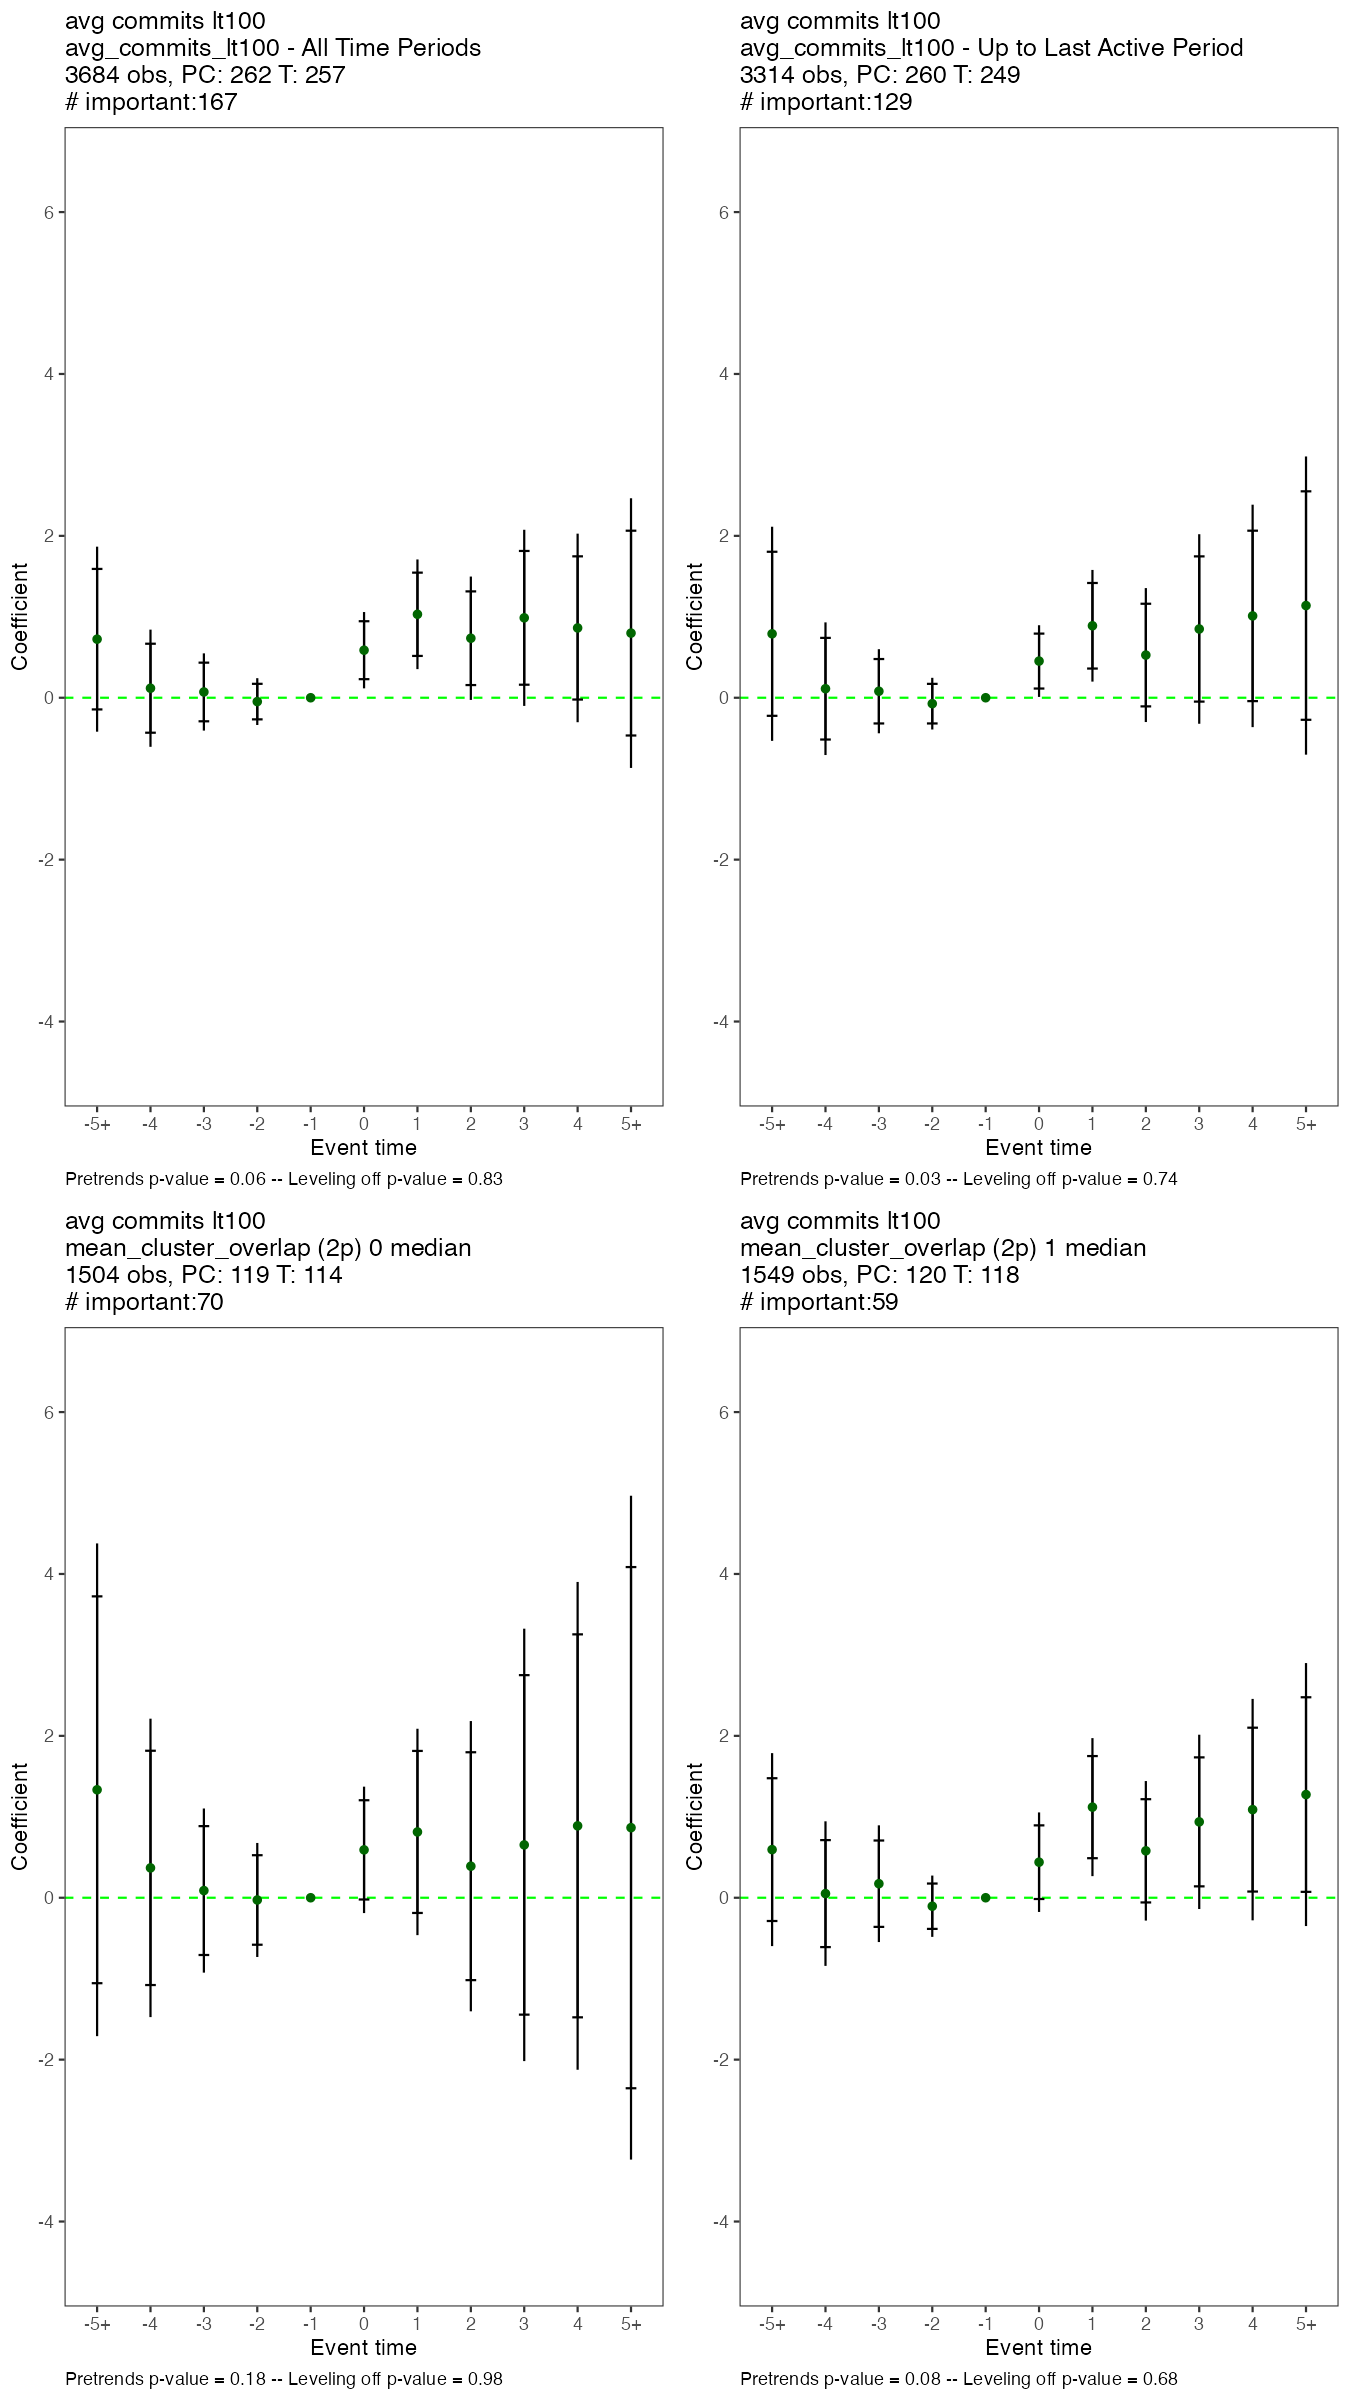 avg commits lt100
avg_commits_lt100 - All Time Periods
3684 obs, PC: 262 T: 257
# important:167
6
4
2
0
-2
-4
Coefficient
-5+ -4 -3 -2 -1 0 1 2 3 4 5+
Event time
Pretrends p-value = 0.06 -- Leveling off p-value = 0.83
avg commits lt100
avg_commits_lt100 - Up to Last Active Period
3314 obs, PC: 260 T: 249
# important:129
6
4
2
0
-2
-4
Coefficient
-5+ -4 -3 -2 -1 0 1 2 3 4 5+
Event time
Pretrends p-value = 0.03 -- Leveling off p-value = 0.74
avg commits lt100
mean_cluster_overlap (2p) 0 median
1504 obs, PC: 119 T: 114
# important:70
6
4
2
0
-2
-4
Coefficient
-5+ -4 -3 -2 -1 0 1 2 3 4 5+
Event time
Pretrends p-value = 0.18 -- Leveling off p-value = 0.98
avg commits lt100
mean_cluster_overlap (2p) 1 median
1549 obs, PC: 120 T: 118
# important:59
6
4
2
0
-2
-4
Coefficient
-5+ -4 -3 -2 -1 0 1 2 3 4 5+
Event time
Pretrends p-value = 0.08 -- Leveling off p-value = 0.68